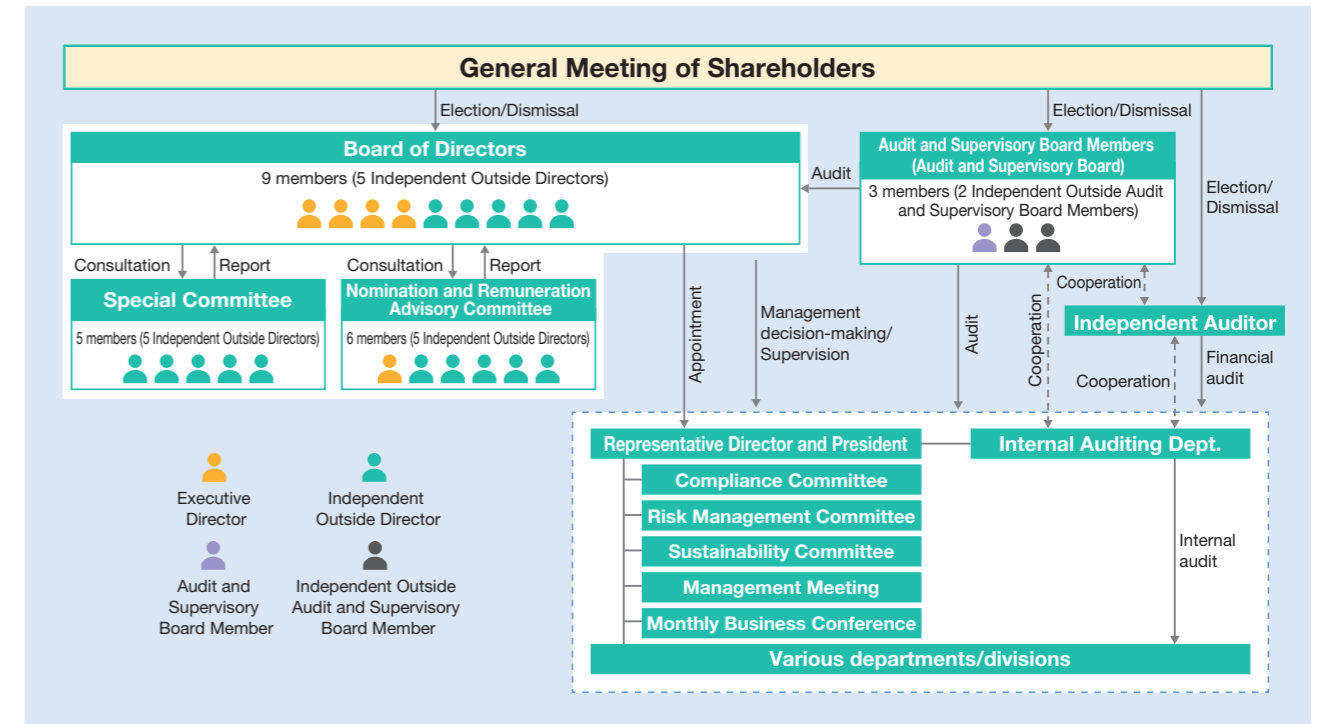 General Meeting of Shareholders
Election/Dismissal
Election/Dismissal
Election/
Dismissal
Board of Directors
9 members (5 Independent Outside Directors)
Audit
Audit and Supervisory Board Members
(Audit and Supervisory Board)
3 members (2 Independent Outside Audit
and Supervisory Board Members)
Consultation
Report
Consultation
Report
Special Committee
5 members (5 Independent Outside Directors)
Nomination and Remuneration
Advisory Committee
6 members (5 Independent Outside Directors)
Appointment
Management
decision-making/
Supervision
Audit
Cooperation
Cooperation
Independent Auditor
Cooperation
Financial
audit
Representative Director and President
Internal Auditing Dept.
Compliance Committee
Risk Management Committee
Sustainability Committee
Management Meeting
Monthly Business Conference
Internal
audit
Various departments/divisions
Executive
Director
Independent
Outside Director
Audit and
Supervisory
Board Member
Independent Outside
Audit and Supervisory
Board Member